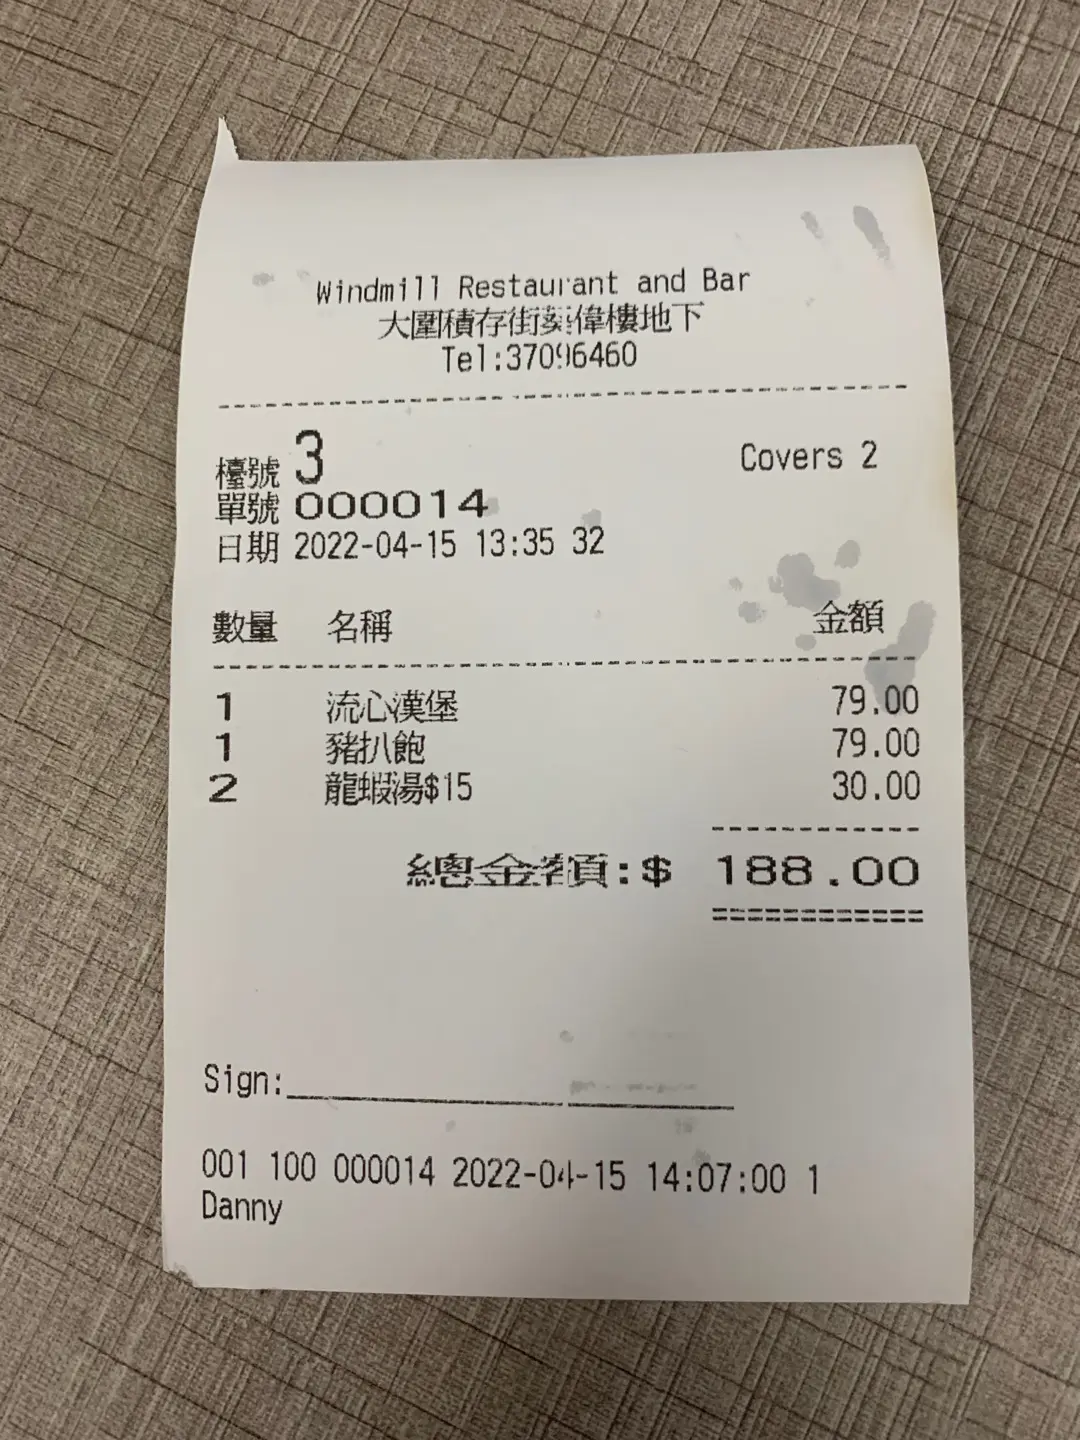 Windmill Restaurant and Bar
大圍積存街葵偉樓地下
Tel:37096460
檯號 3 Covers 2
單號 000014
日期 2022-04-15 13:35 32
數量 名稱 金額
1 流心漢堡 79.00
1 豬扒飽 79.00
2 龍蝦湯$15 30.00
總金額:$ 188.00
Sign:
001 100 000014 2022-04-15 14:07:00 1
Danny